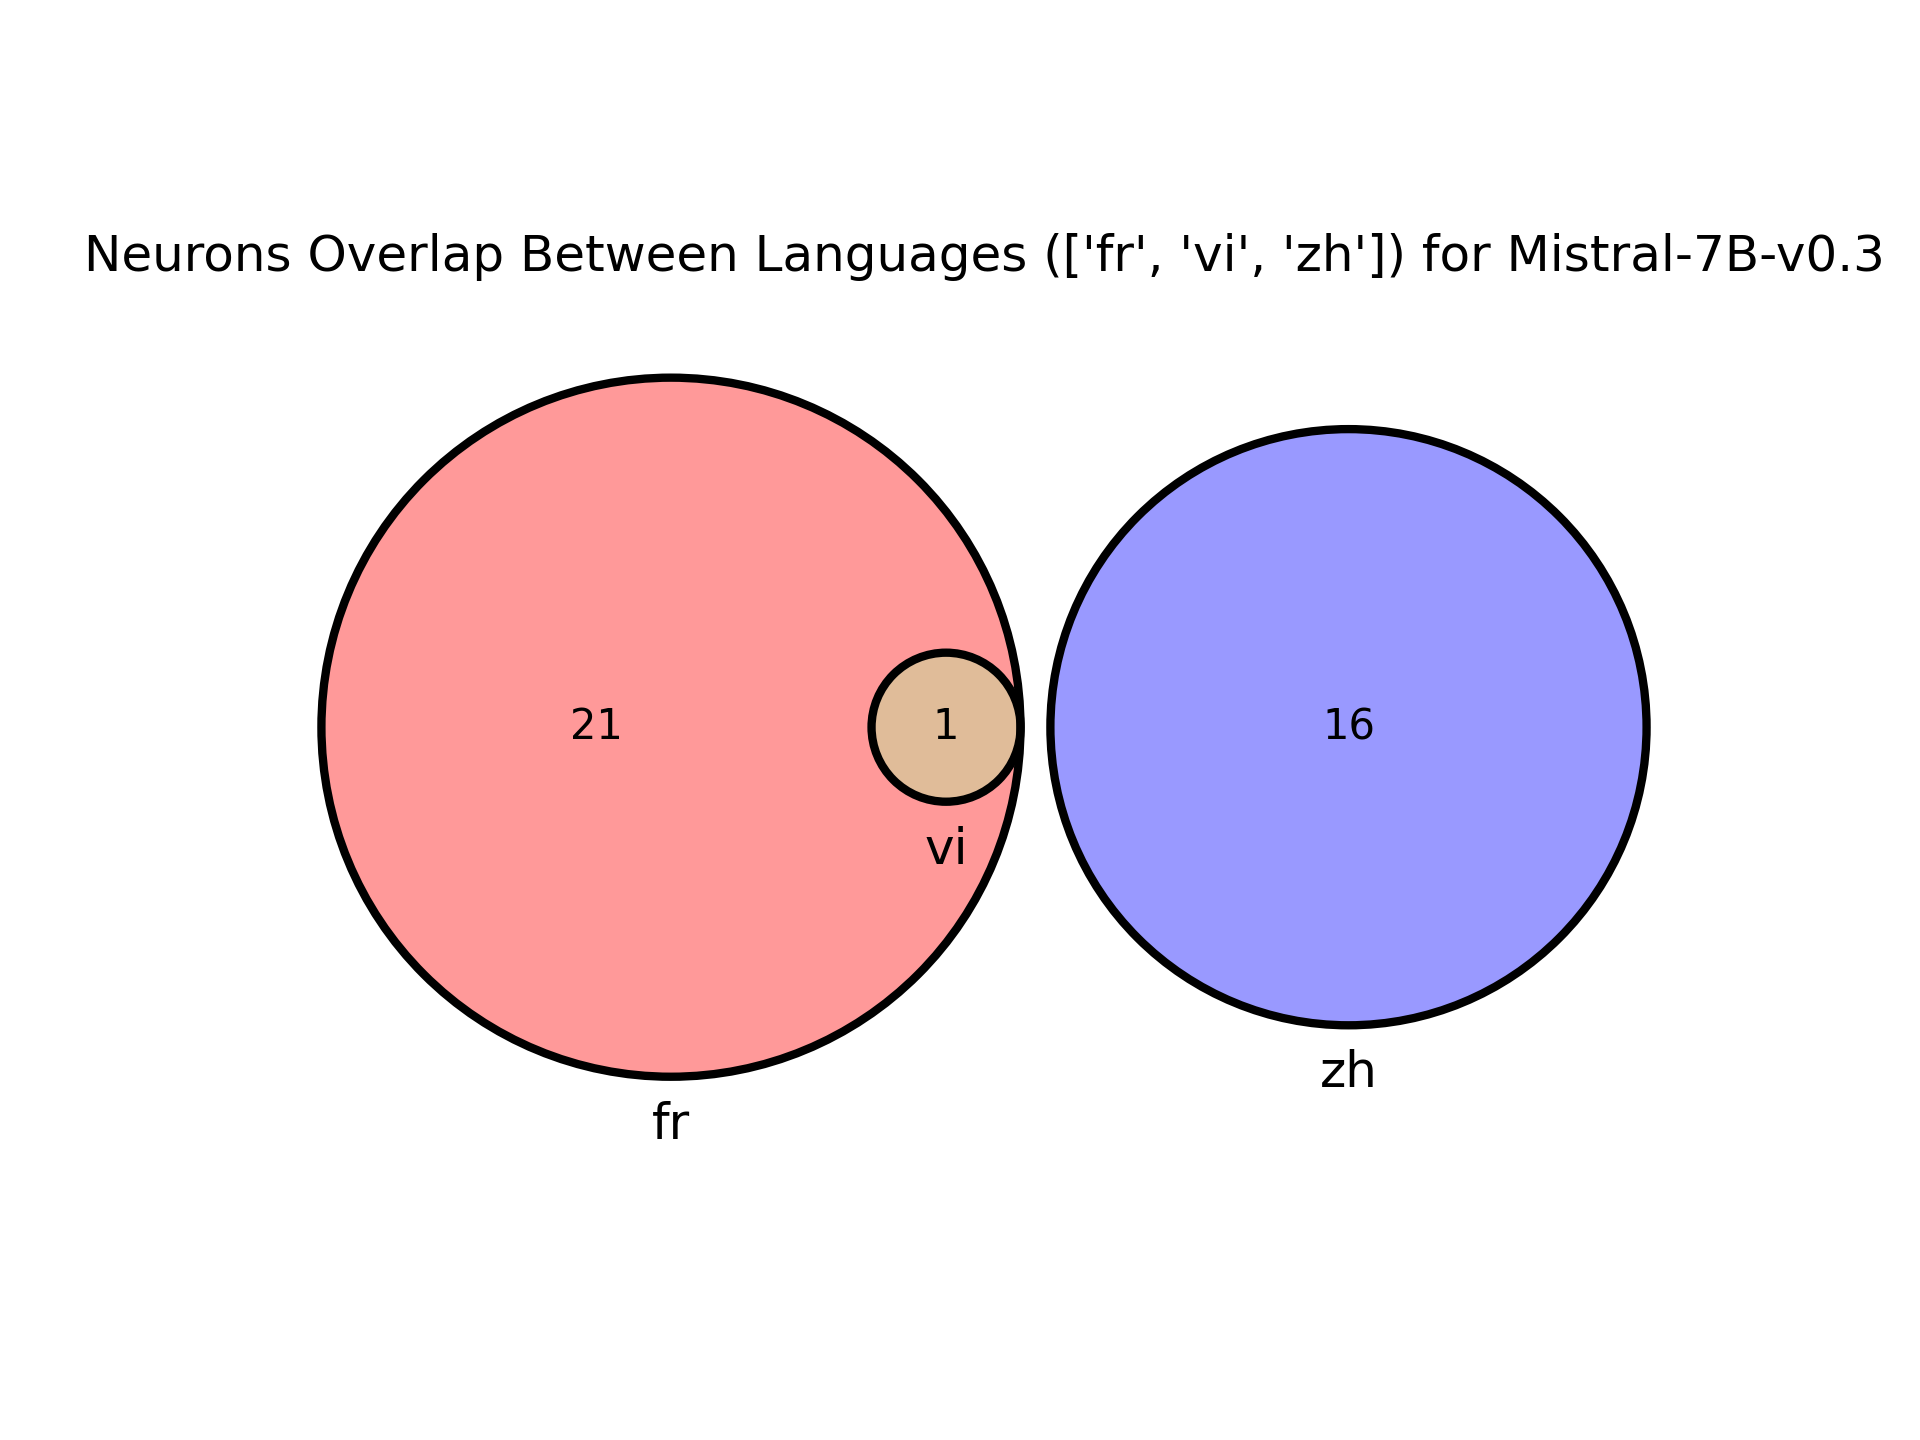 Neurons Overlap Between Languages (['fr', 'vi', 'zh']) for Mistral-7B-v0.3
21
1
16
vi
zh
fr